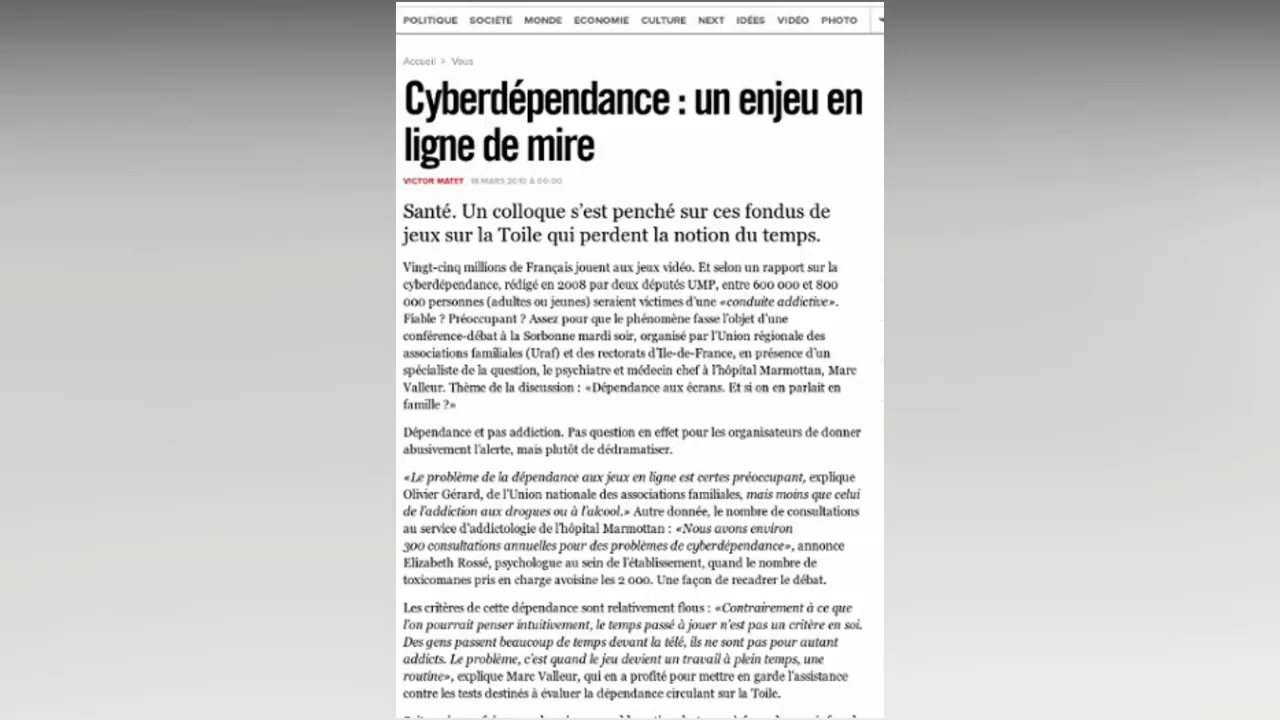 POLITIQUE SOCIÉTÉ MONDE ECONOMIE CULTURE NEXT IDÉES VIDÉO PHOTO
Accueil > Vous
Cyberdépendance : un enjeu en
ligne de mire
VICTOR MATET 18 MARS 2010 À 00:00
Santé. Un colloque s'est penché sur ces fondus de
jeux sur la Toile qui perdent la notion du temps.
Vingt-cinq millions de Français jouent aux jeux vidéo. Et selon un rapport sur la
cyberdépendance, rédigé en 2008 par deux députés UMP, entre 600 000 et 800
000 personnes (adultes ou jeunes) seraient victimes d'une «conduite addictive».
Fiable ? Préoccupant ? Assez pour que le phénomène fasse l'objet d'une
conférence-débat à la Sorbonne mardi soir, organisé par l'Union régionale des
associations familiales (Uraf) et des rectorats d'Ile-de-France, en présence d'un
spécialiste de la question, le psychiatre et médecin chef à l'hôpital Marmottan, Marc
Valleur. Thème de la discussion : «Dépendance aux écrans. Et si on en parlait en
famille ?»
Dépendance et pas addiction. Pas question en effet pour les organisateurs de donner
abusivement l'alerte, mais plutôt de dédramatiser.
«Le problème de la dépendance aux jeux en ligne est certes préoccupant, explique
Olivier Gérard, de l'Union nationale des associations familiales, mais moins que celui
de l'addiction aux drogues ou à l'alcool.» Autre donnée, le nombre de consultations
au service d'addictologie de l'hôpital Marmottan : «Nous avons environ
300 consultations annuelles pour des problèmes de cyberdépendance», annonce
Elizabeth Rossé, psychologue au sein de l'établissement, quand le nombre de
toxicomanes pris en charge avoisine les 2 000. Une façon de recadrer le débat.
Les critères de cette dépendance sont relativement flous : «Contrairement à ce que
l'on pourrait penser intuitivement, le temps passé à jouer n'est pas un critère en soi.
Des gens passent beaucoup de temps devant la télé, ils ne sont pas pour autant
addicts. Le problème, c'est quand le jeu devient un travail à plein temps, une
routine», explique Marc Valleur, qui en a profité pour mettre en garde l'assistance
contre les tests destinés à évaluer la dépendance circulant sur la Toile.